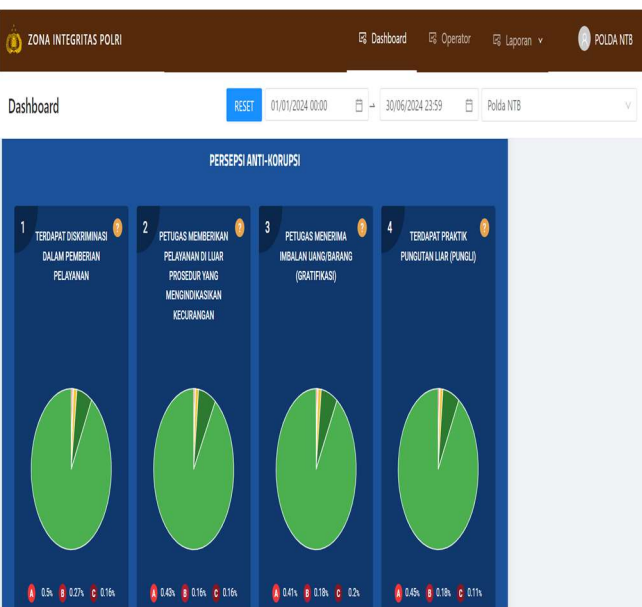 ZONA INTEGRITAS POLRI
Dashboard
Operator
Laporan
POLDA NTB
Dashboard
RESET
01/01/2024 00:00
30/06/2024 23:59
Polda NTB
PERSEPSI ANTI-KORUPSI
1
?
TERDAPAT DISKRIMINASI
DALAM PEMBERIAN
PELAYANAN
A 0.5% B 0.27% C 0.16%
2
?
PETUGAS MEMBERIKAN
PELAYANAN DI LUAR
PROSEDUR YANG
MENGINDIKASIKAN
KECURANGAN
A 0.43% B 0.16% C 0.16%
3
?
PETUGAS MENERIMA
IMBALAN UANG/BARANG
(GRATIFIKASI)
A 0.41% B 0.18% C 0.2%
4
?
TERDAPAT PRAKTIK
PUNGUTAN LIAR (PUNGLI)
A 0.45% B 0.18% C 0.11%